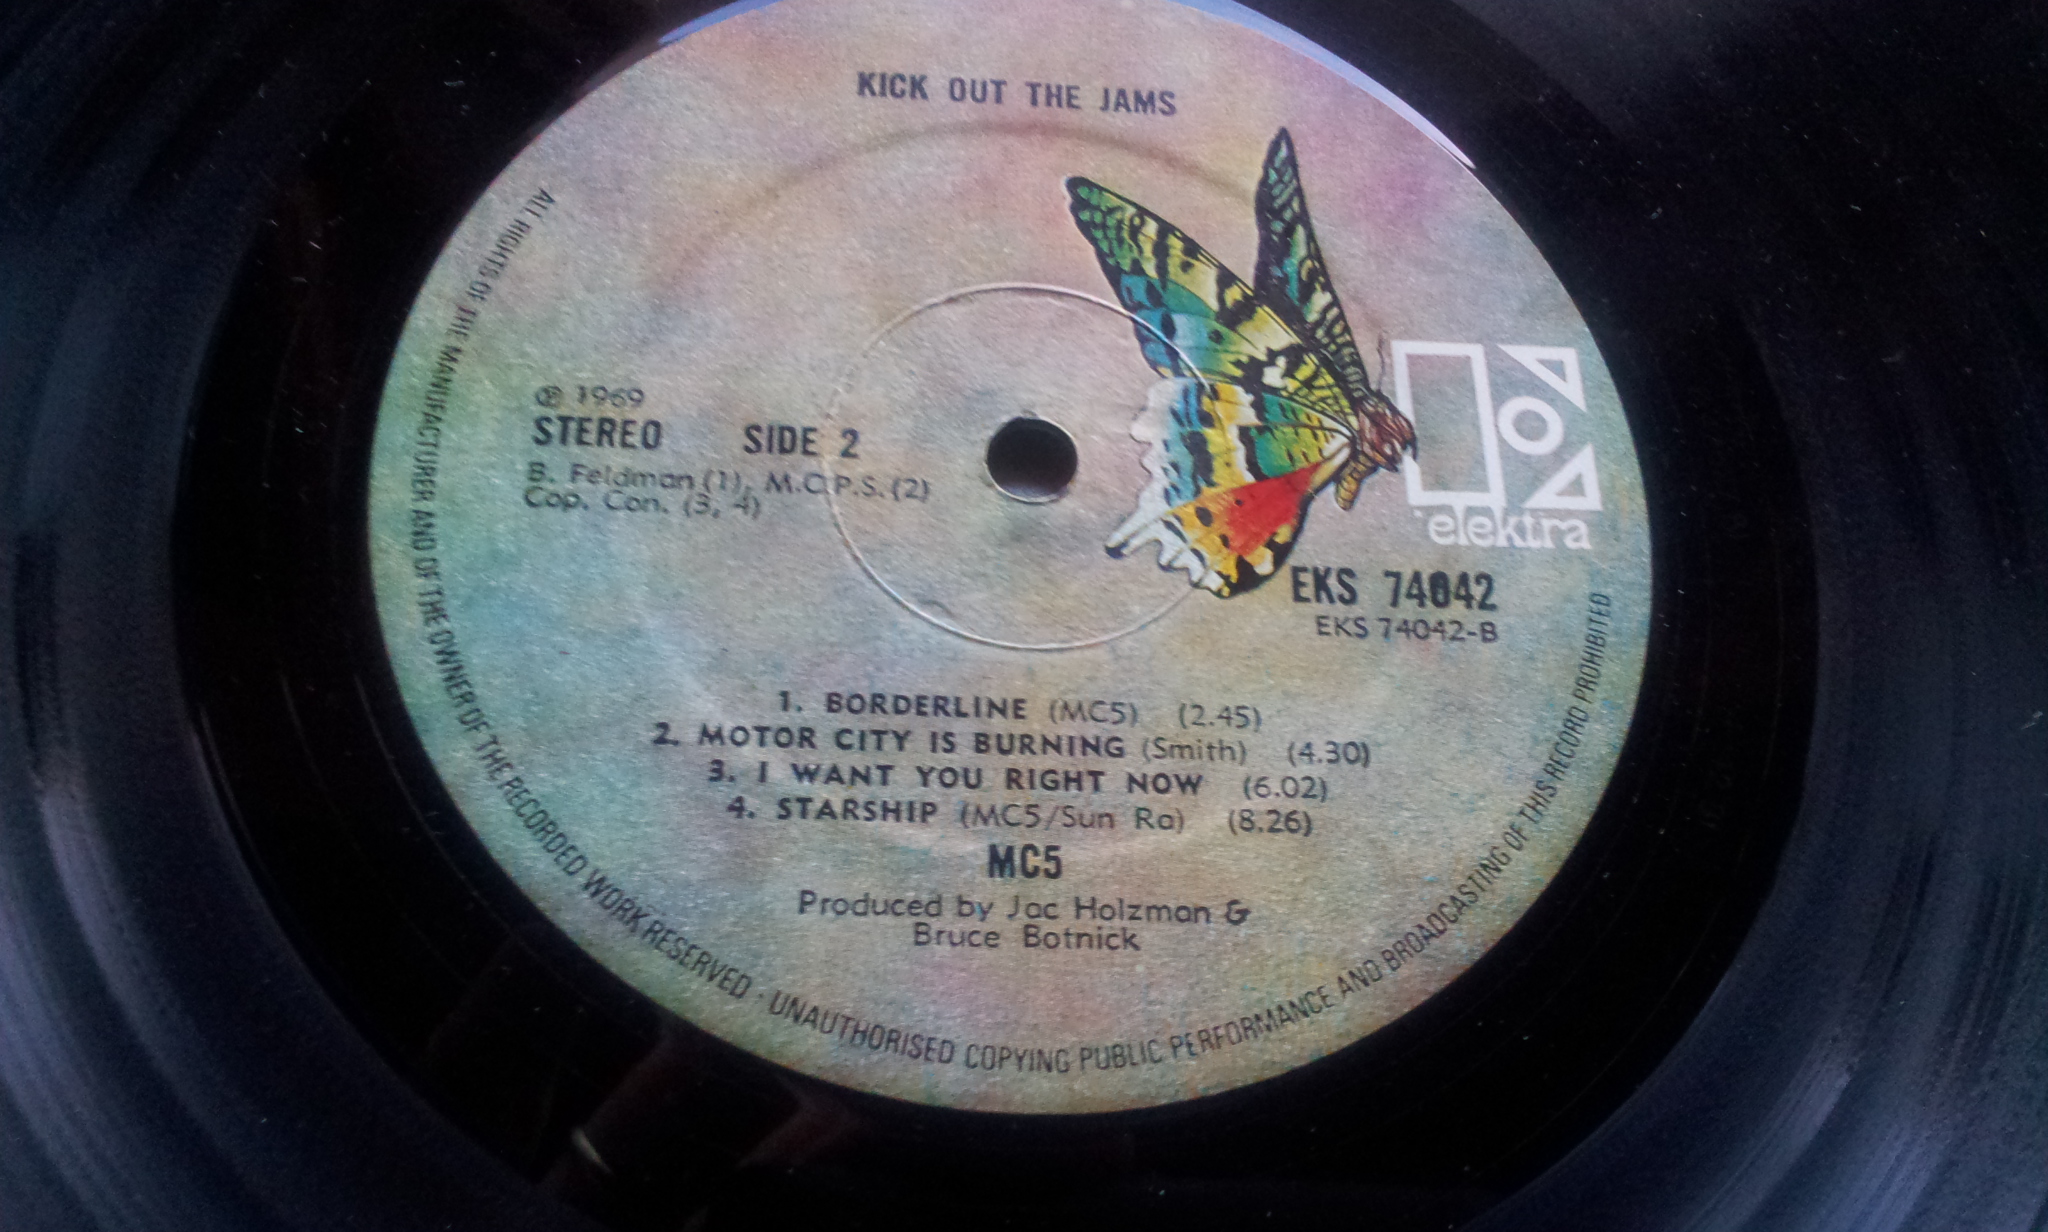 KICK OUT THE JAMS
℗ 1969
STEREO SIDE 2
B. Feldman (1), M.C.P.S. (2)
Cop. Con. (3, 4)
elektra
EKS 74042
EKS 74042-B
1. BORDERLINE (MC5) (2.45)
2. MOTOR CITY IS BURNING (Smith) (4.30)
3. I WANT YOU RIGHT NOW (6.02)
4. STARSHIP (MC5/Sun Ra) (8.26)
MC5
Produced by Jac Holzman &
Bruce Botnick
ALL RIGHTS OF THE MANUFACTURER AND OF THE OWNER OF THE RECORDED WORK RESERVED · UNAUTHORISED COPYING PUBLIC PERFORMANCE AND BROADCASTING OF THIS RECORD PROHIBITED